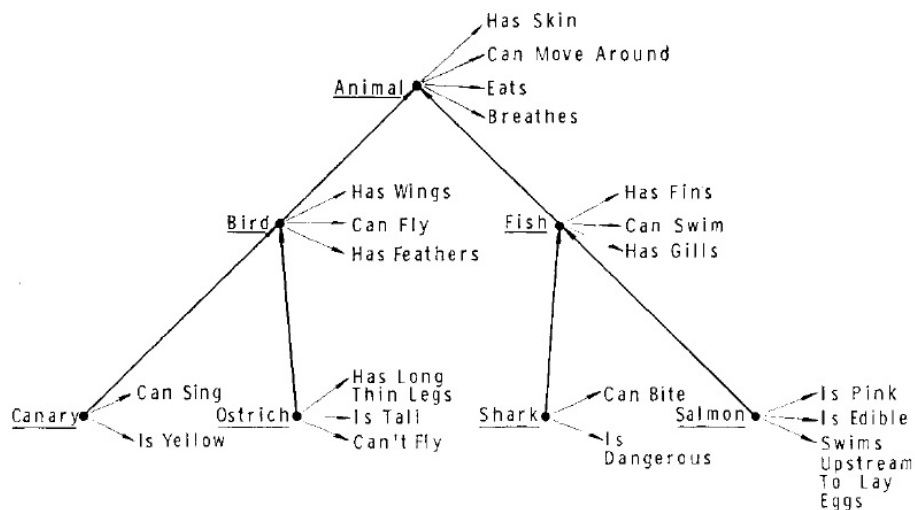 Has Skin
Can Move Around
Animal
Eats
Breathes
Has Wings
Bird
Can Fly
Has Feathers
Has Fins
Fish
Can Swim
Has Gills
Can Sing
Canary
Is Yellow
Has Long
Thin Legs
Ostrich
Is Tall
Can't Fly
Can Bite
Shark
Is
Dangerous
Is Pink
Salmon
Is Edible
Swims
Upstream
To Lay
Eggs